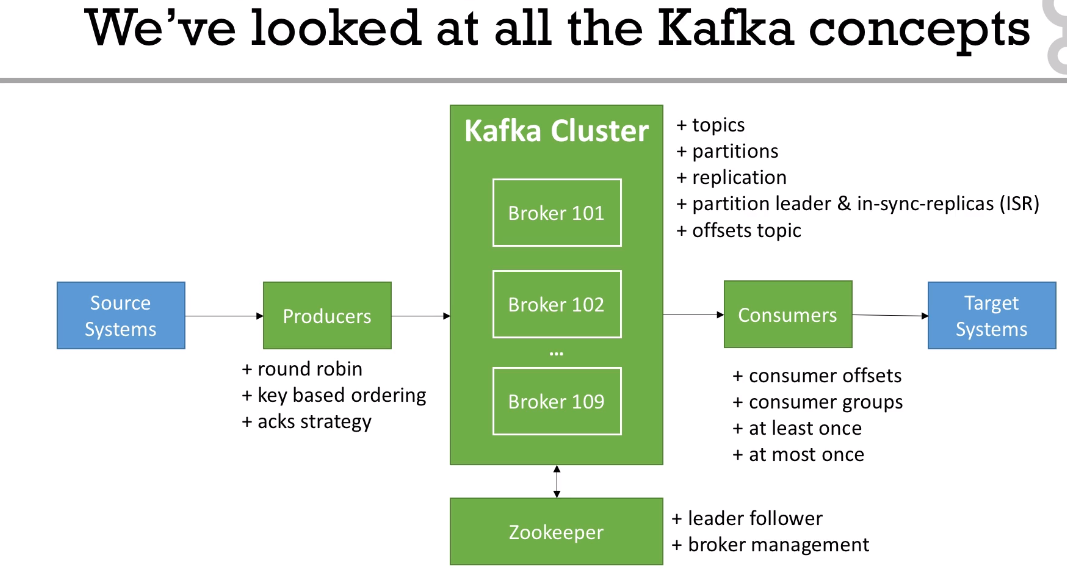 We’ve looked at all the Kafka concepts
Kafka Cluster
Broker 101
Broker 102
...
Broker 109
+ topics
+ partitions
+ replication
+ partition leader & in-sync-replicas (ISR)
+ offsets topic
Source
Systems
Producers
+ round robin
+ key based ordering
+ acks strategy
Consumers
+ consumer offsets
+ consumer groups
+ at least once
+ at most once
Target
Systems
Zookeeper
+ leader follower
+ broker management